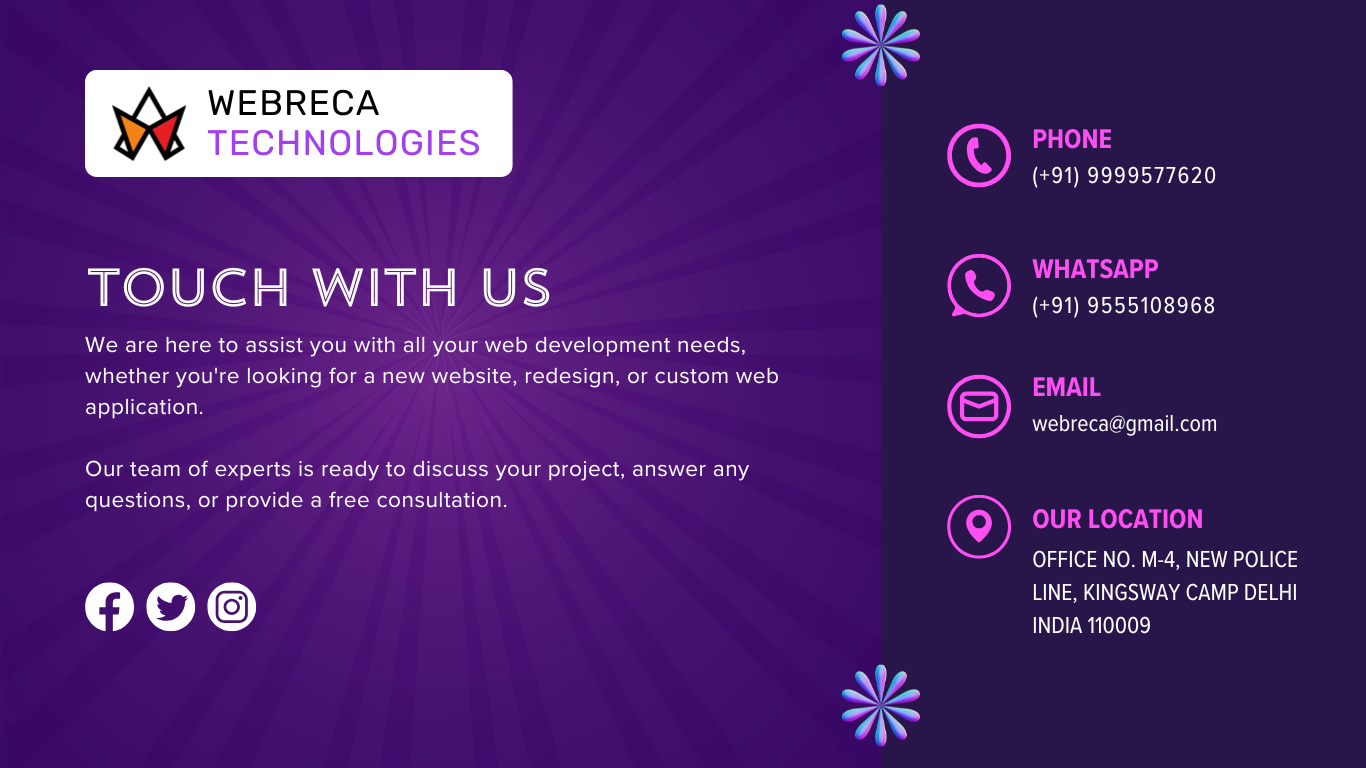 WEBRECA
TECHNOLOGIES
TOUCH WITH US
We are here to assist you with all your web development needs,
whether you're looking for a new website, redesign, or custom web
application.
Our team of experts is ready to discuss your project, answer any
questions, or provide a free consultation.
PHONE
(+91) 9999577620
WHATSAPP
(+91) 9555108968
EMAIL
webreca@gmail.com
OUR LOCATION
OFFICE NO. M-4, NEW POLICE
LINE, KINGSWAY CAMP DELHI
INDIA 110009